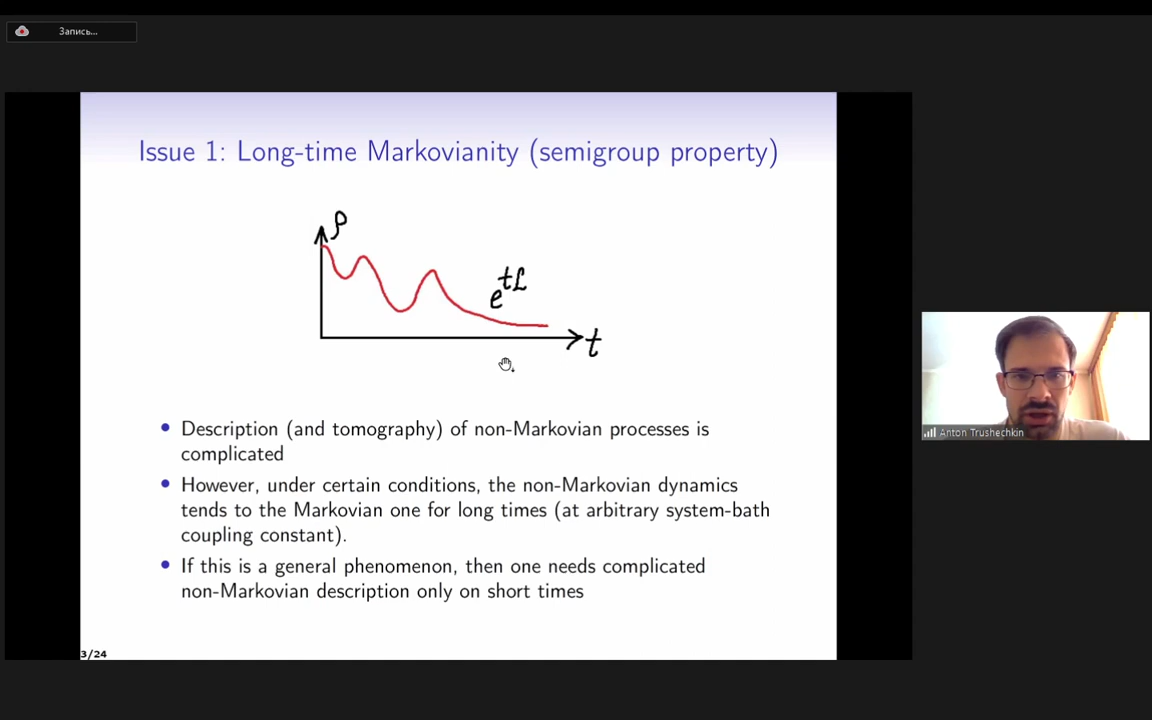 Запись...
Issue 1: Long-time Markovianity (semigroup property)
ρ
e^{tL}
t
• Description (and tomography) of non-Markovian processes is
complicated
• However, under certain conditions, the non-Markovian dynamics
tends to the Markovian one for long times (at arbitrary system-bath
coupling constant).
• If this is a general phenomenon, then one needs complicated
non-Markovian description only on short times
3/24
Anton Trushechkin